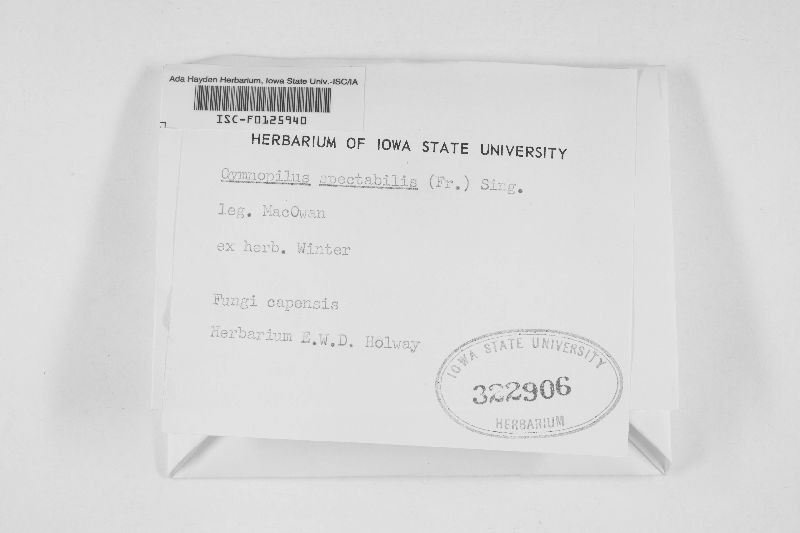 Ada Hayden Herbarium, Iowa State Univ.-ISC/IA
ISC-F0125940
HERBARIUM OF IOWA STATE UNIVERSITY
Gymnopilus spectabilis (Fr.) Sing.
leg. MacOwan
ex herb. Winter
Fungi capensis
Herbarium E.W.D. Holway
IOWA STATE UNIVERSITY
322906
HERBARIUM